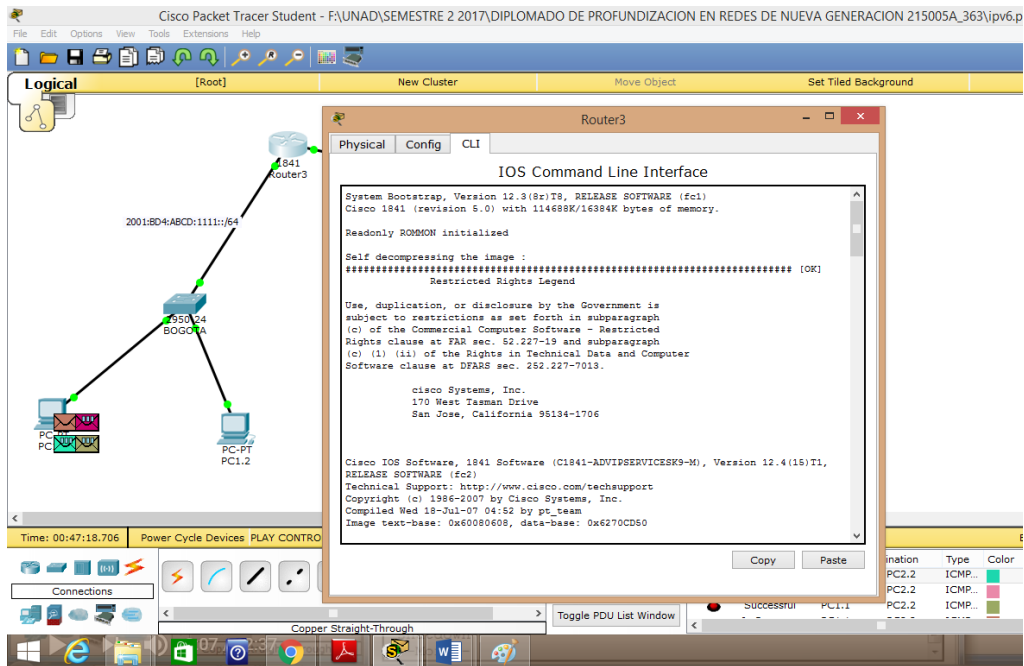 Cisco Packet Tracer Student - F:\UNAD\SEMESTRE 2 2017\DIPLOMADO DE PROFUNDIZACION EN REDES DE NUEVA GENERACION 215005A_363\ipv6.p
File Edit Options View Tools Extensions Help
Logical [Root] New Cluster Move Object Set Tiled Background
1841
Router3
2001:BD4:ABCD:1111::/64
2950-24
BOGOTA
PC-PT
PC1.2
Router3
Physical Config CLI
IOS Command Line Interface
System Bootstrap, Version 12.3(8r)T8, RELEASE SOFTWARE (fc1)
Cisco 1841 (revision 5.0) with 114688K/16384K bytes of memory.
Readonly ROMMON initialized
Self decompressing the image :
########################################################################## [OK]
Restricted Rights Legend
Use, duplication, or disclosure by the Government is
subject to restrictions as set forth in subparagraph
(c) of the Commercial Computer Software - Restricted
Rights clause at FAR sec. 52.227-19 and subparagraph
(c) (1) (ii) of the Rights in Technical Data and Computer
Software clause at DFARS sec. 252.227-7013.
cisco Systems, Inc.
170 West Tasman Drive
San Jose, California 95134-1706
Cisco IOS Software, 1841 Software (C1841-ADVIPSERVICESK9-M), Version 12.4(15)T1,
RELEASE SOFTWARE (fc2)
Technical Support: http://www.cisco.com/techsupport
Copyright (c) 1986-2007 by Cisco Systems, Inc.
Compiled Wed 18-Jul-07 04:52 by pt_team
Image text-base: 0x60080608, data-base: 0x6270CD50
Copy Paste
Time: 00:47:18.706 Power Cycle Devices PLAY CONTRO
Connections
Copper Straight-Through
Toggle PDU List Window
ination Type Color
PC2.2 ICMP...
PC2.2 ICMP...
Successful PC1.1 PC2.2 ICMP...